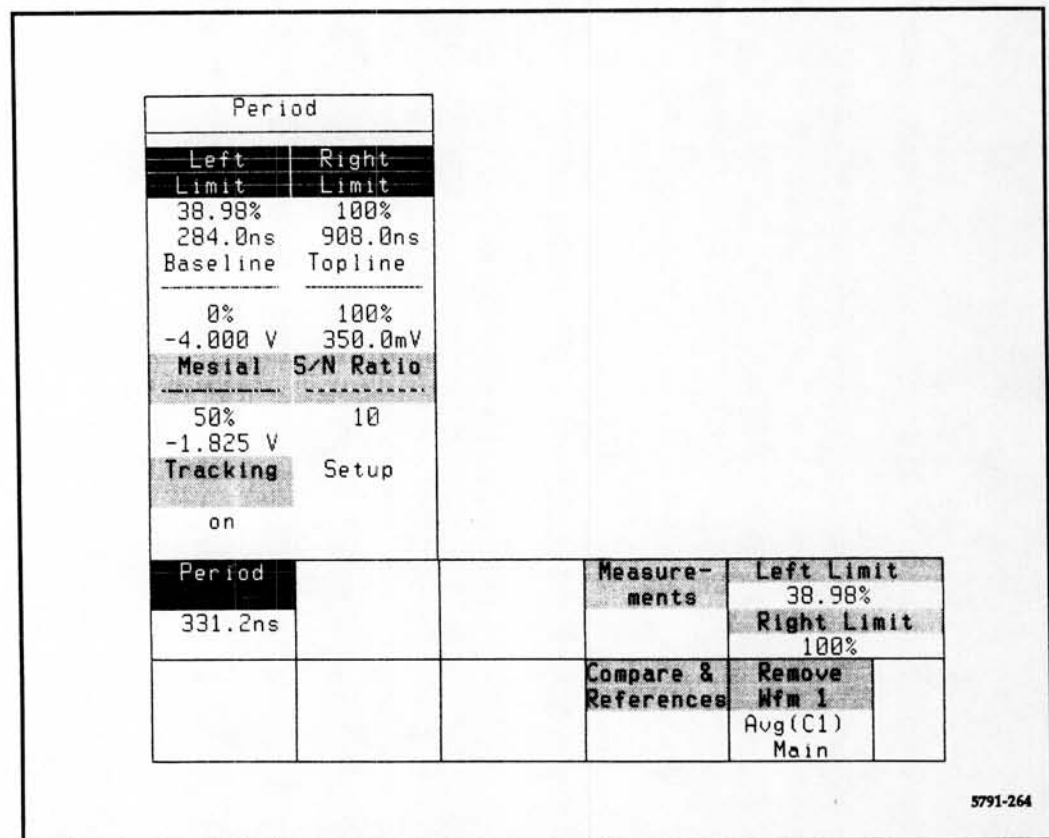 Period
Left Right
Limit Limit
38.98% 100%
284.0ns 908.0ns
Baseline Topline
0% 100%
-4.000 V 350.0mV
Mesial S/N Ratio
50% 10
-1.825 V
Tracking Setup
on
Period Measure- Left Limit
ments 38.98%
331.2ns Right Limit
100%
Compare & Remove
References Wfm 1
Avg(C1)
Main
5791-264